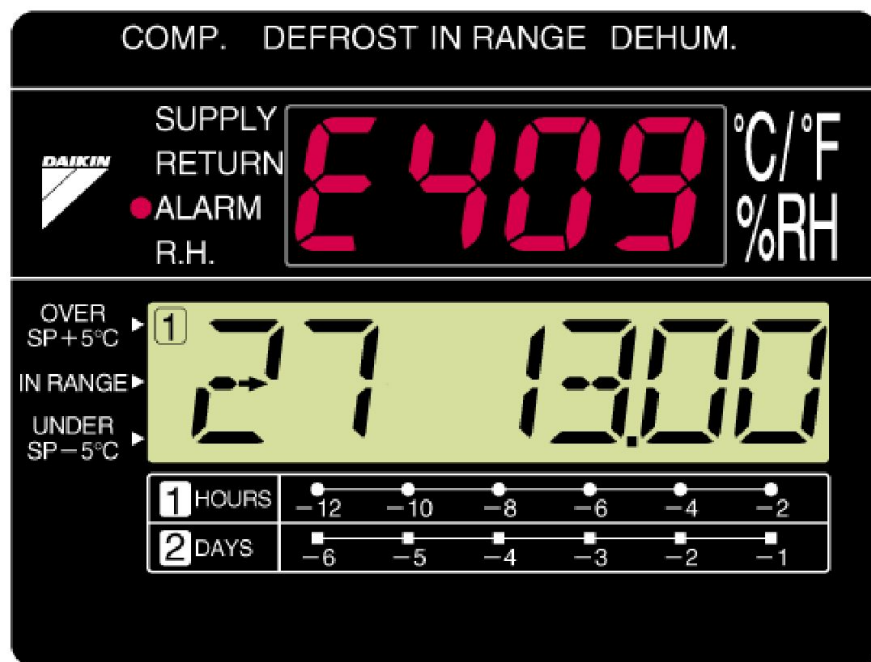 COMP. DEFROST IN RANGE DEHUM.
SUPPLY
RETURN
ALARM
R.H.
DAIKIN
E409
°C/°F
%RH
OVER
SP+5°C
IN RANGE
UNDER
SP−5°C
1
27 13.00
1 HOURS −12 −10 −8 −6 −4 −2
2 DAYS −6 −5 −4 −3 −2 −1